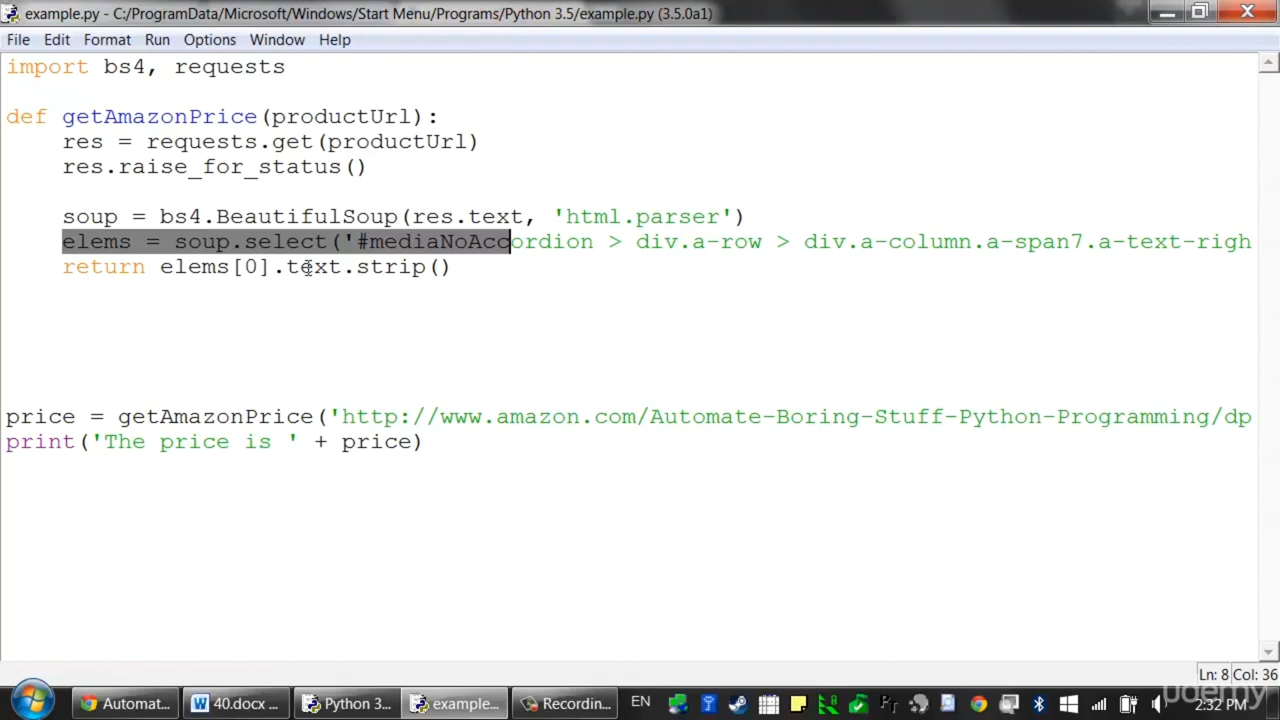 example.py - C:/ProgramData/Microsoft/Windows/Start Menu/Programs/Python 3.5/example.py (3.5.0a1)
File Edit Format Run Options Window Help
import bs4, requests
def getAmazonPrice(productUrl):
res = requests.get(productUrl)
res.raise_for_status()
soup = bs4.BeautifulSoup(res.text, 'html.parser')
elems = soup.select('#mediaNoAccordion > div.a-row > div.a-column.a-span7.a-text-righ
return elems[0].text.strip()
price = getAmazonPrice('http://www.amazon.com/Automate-Boring-Stuff-Python-Programming/dp
print('The price is ' + price)
Ln: 8 Col: 36
Automat... 40.docx ... Python 3... example... Recordin... EN 2:32 PM
udemy